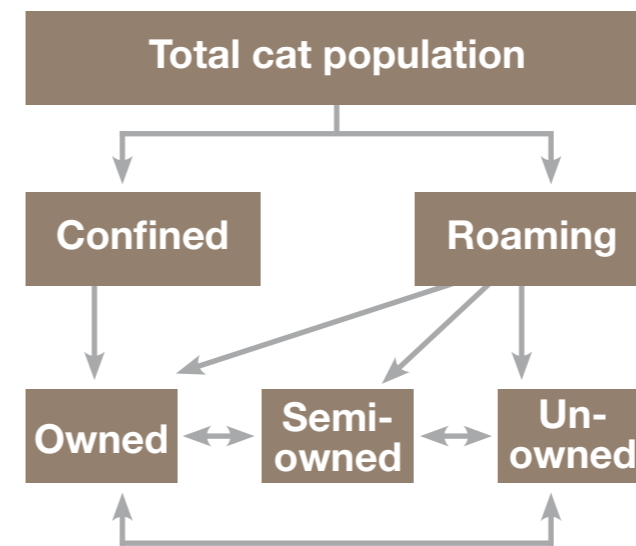 Total cat population
Confined
Roaming
Owned
Semi-
owned
Un-
owned